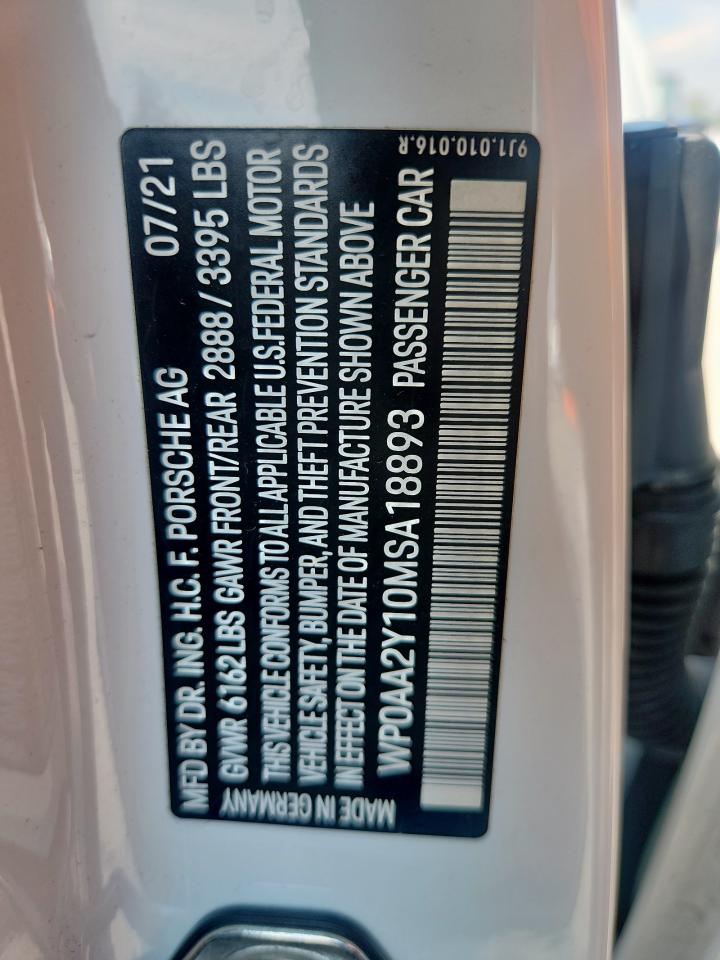 MFD BY DR. ING. H.C. F. PORSCHE AG 07/21
GVWR 6162 LBS GAWR FRONT/REAR 2888 / 3395 LBS
THIS VEHICLE CONFORMS TO ALL APPLICABLE U.S. FEDERAL MOTOR
VEHICLE SAFETY, BUMPER, AND THEFT PREVENTION STANDARDS
IN EFFECT ON THE DATE OF MANUFACTURE SHOWN ABOVE
WP0AA2Y10MSA18893 PASSENGER CAR
MADE IN GERMANY
9J1.010.016.R